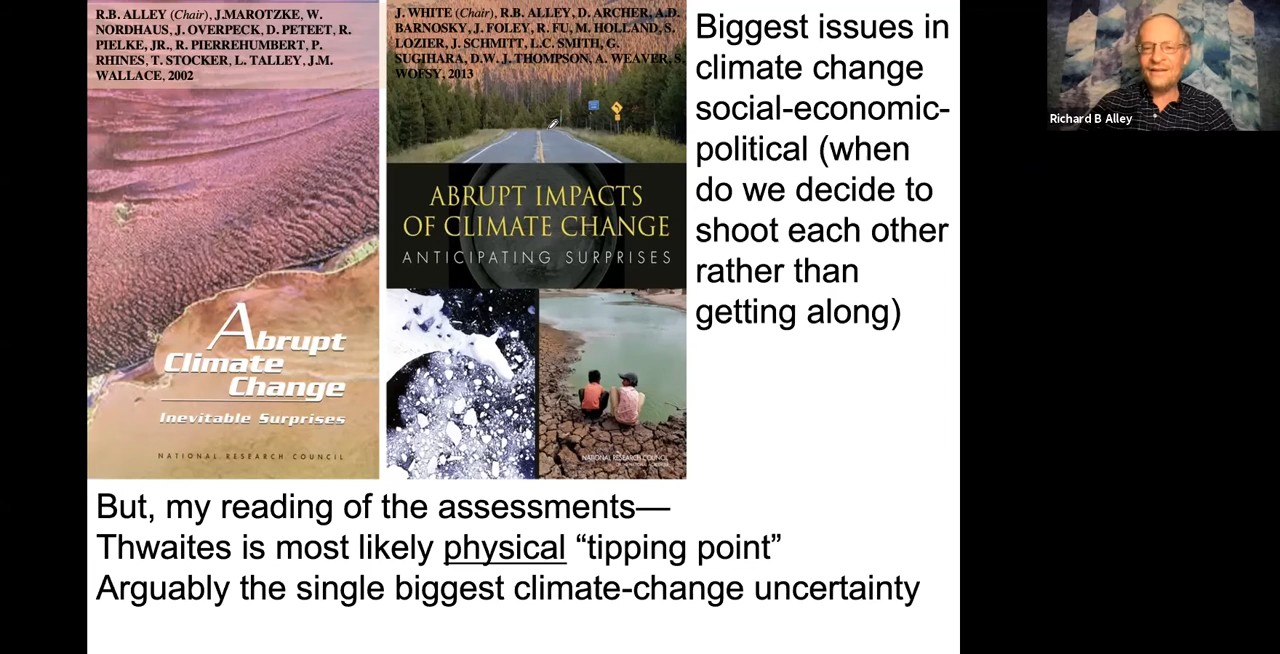 R.B. ALLEY (Chair), J.MAROTZKE, W.
NORDHAUS, J. OVERPECK, D. PETEET, R.
PIELKE, JR., R. PIERREHUMBERT, P.
RHINES, T. STOCKER, L. TALLEY, J.M.
WALLACE, 2002
Abrupt
Climate
Change
Inevitable Surprises
NATIONAL RESEARCH COUNCIL
J. WHITE (Chair), R.B. ALLEY, D. ARCHER, A.D.
BARNOSKY, J. FOLEY, R. FU, M. HOLLAND, S.
LOZIER, J. SCHMITT, L.C. SMITH, G.
SUGIHARA, D.W. J. THOMPSON, A. WEAVER, S.
WOFSY, 2013
ABRUPT IMPACTS
OF CLIMATE CHANGE
ANTICIPATING SURPRISES
NATIONAL RESEARCH COUNCIL
Biggest issues in
climate change
social-economic-
political (when
do we decide to
shoot each other
rather than
getting along)
Richard B Alley
But, my reading of the assessments—
Thwaites is most likely physical “tipping point”
Arguably the single biggest climate-change uncertainty